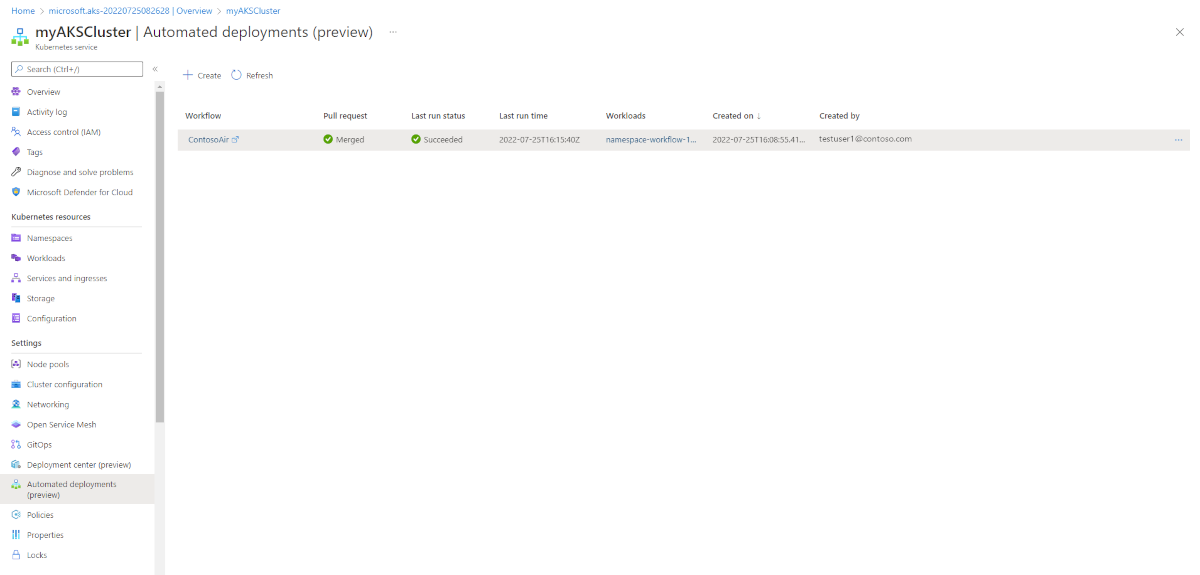 Home > microsoft.aks-20220725082628 | Overview > myAKSCluster
myAKSCluster | Automated deployments (preview) ...
Kubernetes service
Search (Ctrl+/)
«
Create
Refresh
Overview
Activity log
Access control (IAM)
Tags
Diagnose and solve problems
Microsoft Defender for Cloud
Kubernetes resources
Namespaces
Workloads
Services and ingresses
Storage
Configuration
Settings
Node pools
Cluster configuration
Networking
Open Service Mesh
GitOps
Deployment center (preview)
Automated deployments
(preview)
Policies
Properties
Locks
Workflow Pull request Last run status Last run time Workloads Created on ↓ Created by
ContosoAir Merged Succeeded 2022-07-25T16:15:40Z namespace-workflow-1... 2022-07-25T16:08:55.41... testuser1@contoso.com ...